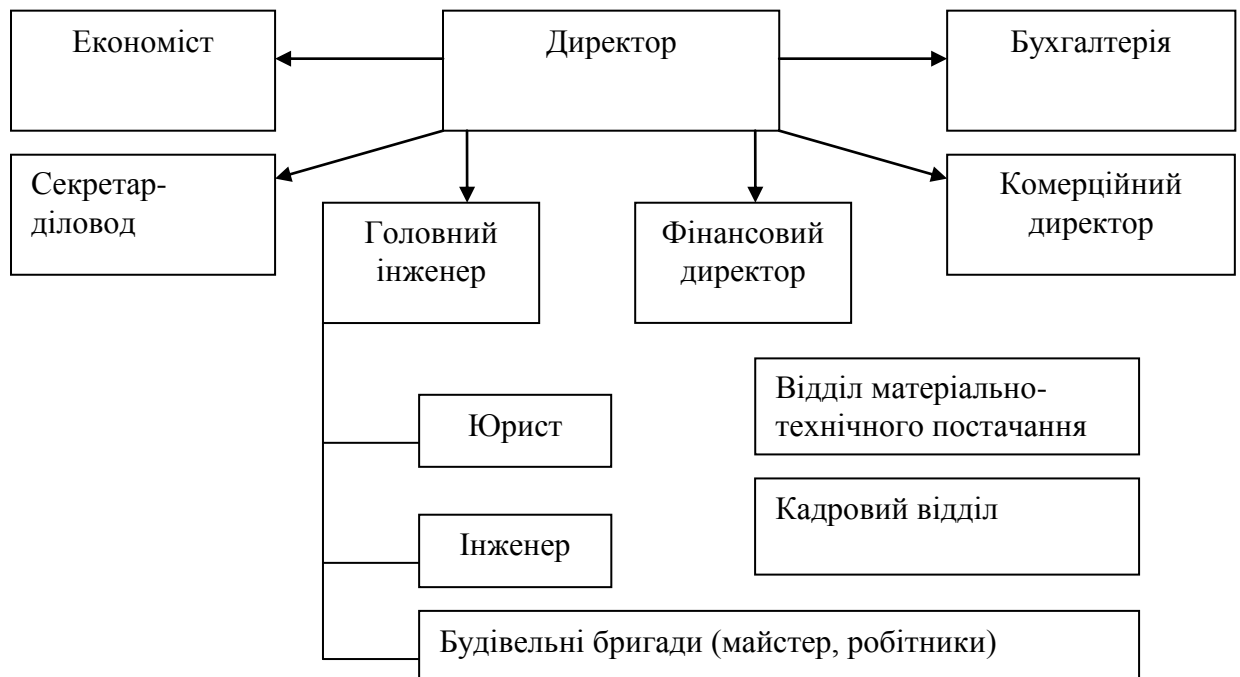 Економіст
Директор
Бухгалтерія
Секретар-
діловод
Головний
інженер
Фінансовий
директор
Комерційний
директор
Відділ матеріально-
технічного постачання
Юрист
Кадровий відділ
Інженер
Будівельні бригади (майстер, робітники)